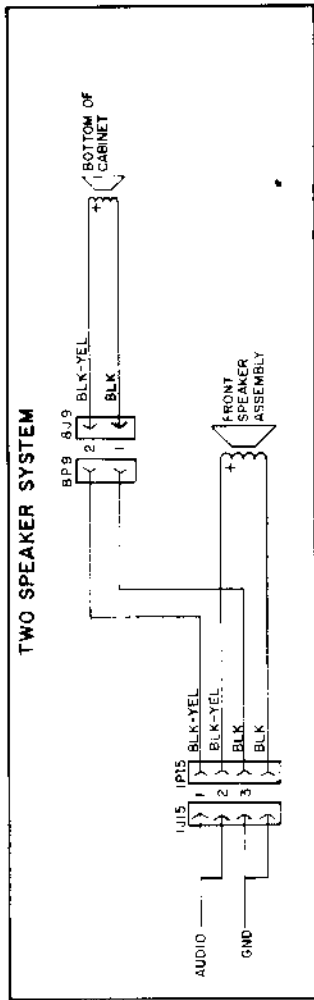 TWO SPEAKER SYSTEM
8P9
8J9
2
BLK-YEL
1
BLK
+
BOTTOM OF
CABINET
1J15
1P15
AUDIO
1
BLK-YEL
2
BLK-YEL
3
BLK
GND
BLK
+
FRONT
SPEAKER
ASSEMBLY